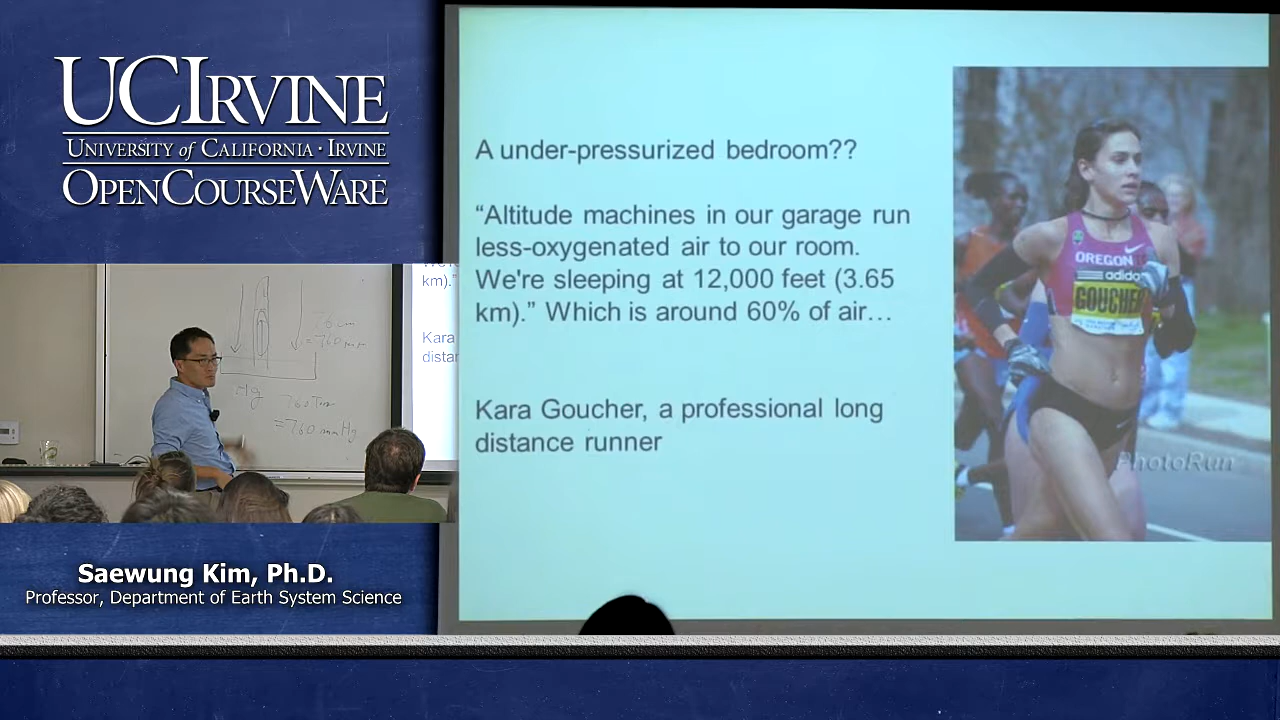 UCIRVINE
UNIVERSITY of CALIFORNIA · IRVINE
OPENCOURSEWARE
km)."
Kara
distan
76 cm
= 760 mm
Hg
760 Torr
= 760 mmHg
Saewung Kim, Ph.D.
Professor, Department of Earth System Science
A under-pressurized bedroom??
“Altitude machines in our garage run
less-oxygenated air to our room.
We're sleeping at 12,000 feet (3.65
km).” Which is around 60% of air…
Kara Goucher, a professional long
distance runner
OREGON
adidas
GOUCHER
PhotoRun